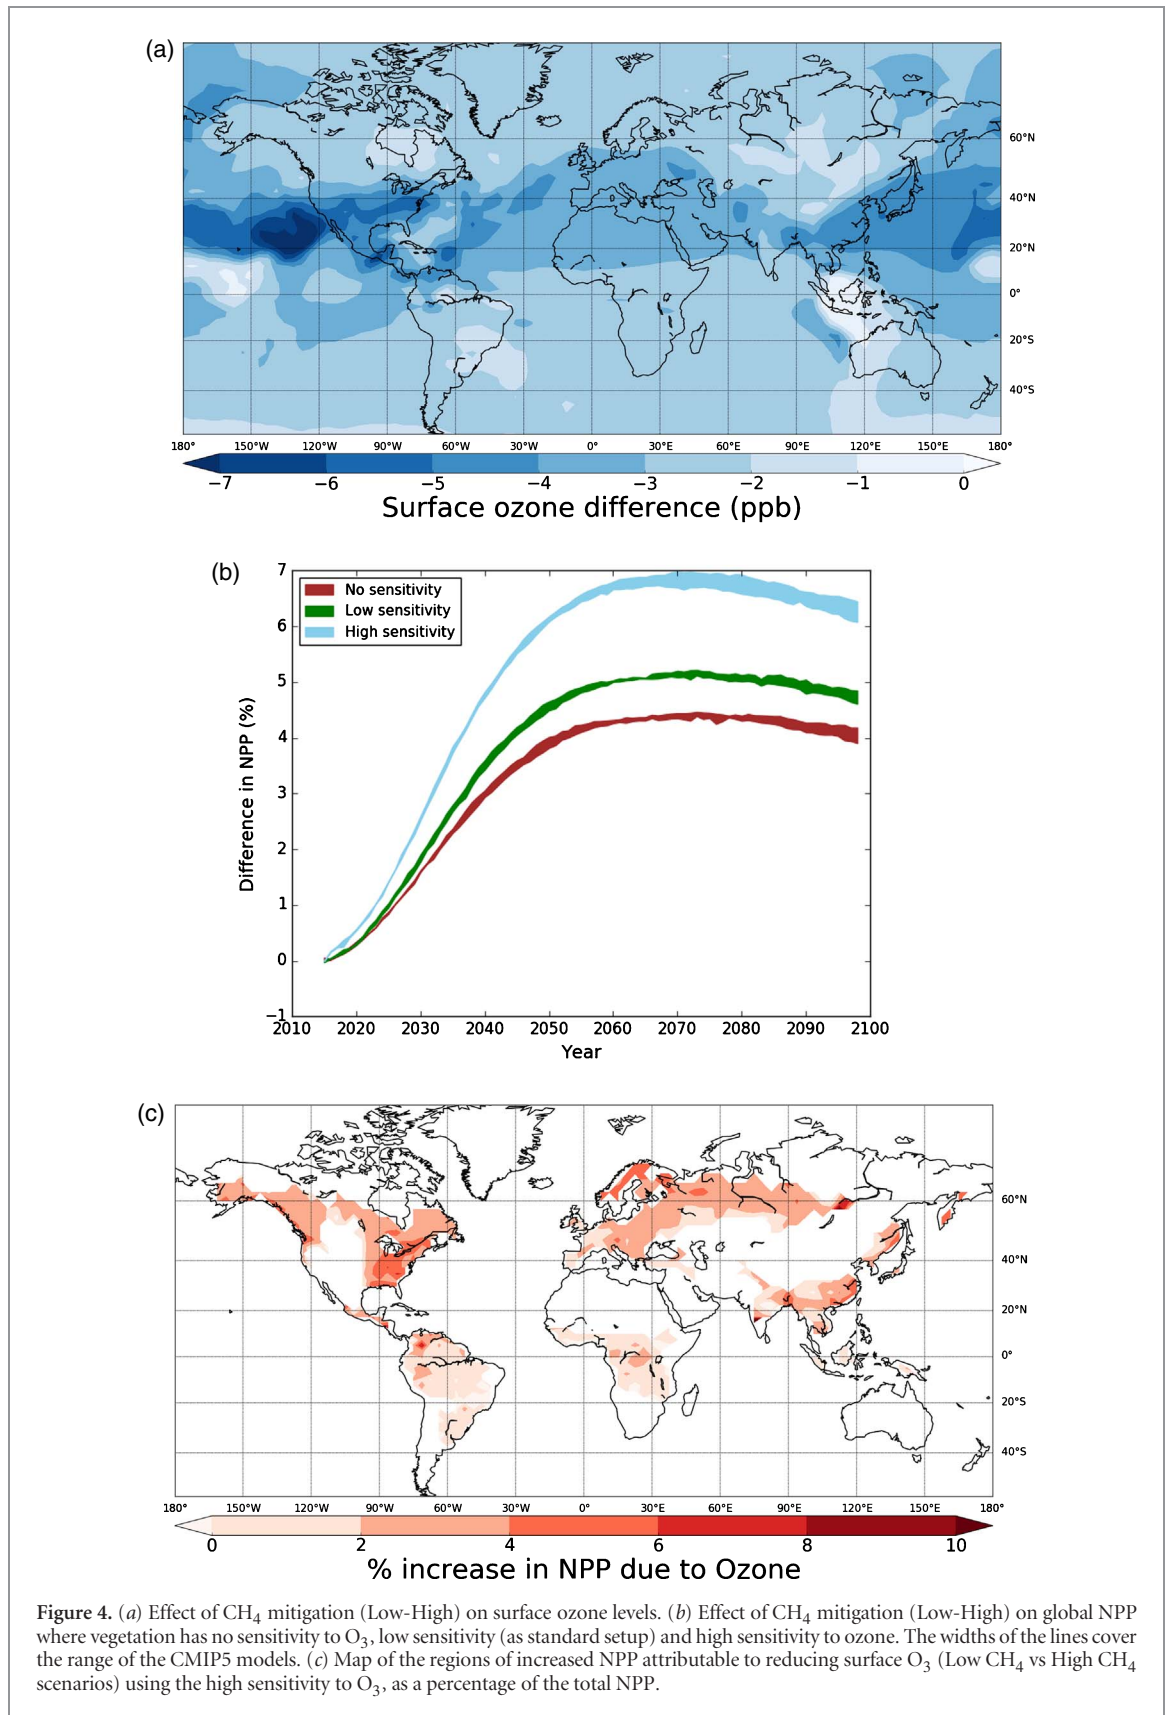 (a)
60°N
40°N
20°N
0°
20°S
40°S
180° 150°W 120°W 90°W 60°W 30°W 0° 30°E 60°E 90°E 120°E 150°E 180°
−7 −6 −5 −4 −3 −2 −1 0
Surface ozone difference (ppb)
(b)
7
6
5
4
3
2
1
0
−1
No sensitivity
Low sensitivity
High sensitivity
Difference in NPP (%)
2010 2020 2030 2040 2050 2060 2070 2080 2090 2100
Year
(c)
60°N
40°N
20°N
0°
20°S
40°S
180° 150°W 120°W 90°W 60°W 30°W 0° 30°E 60°E 90°E 120°E 150°E 180°
0 2 4 6 8 10
% increase in NPP due to Ozone
Figure 4. (a) Effect of CH4 mitigation (Low-High) on surface ozone levels. (b) Effect of CH4 mitigation (Low-High) on global NPP
where vegetation has no sensitivity to O3, low sensitivity (as standard setup) and high sensitivity to ozone. The widths of the lines cover
the range of the CMIP5 models. (c) Map of the regions of increased NPP attributable to reducing surface O3 (Low CH4 vs High CH4
scenarios) using the high sensitivity to O3, as a percentage of the total NPP.